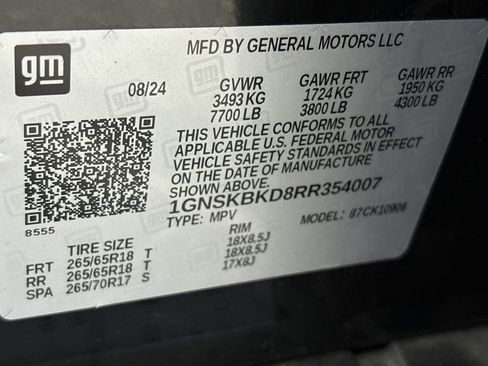 gm
MFD BY GENERAL MOTORS LLC
08/24 GVWR GAWR FRT GAWR RR
3493 KG 1724 KG 1950 KG
7700 LB 3800 LB 4300 LB
THIS VEHICLE CONFORMS TO ALL
APPLICABLE U.S. FEDERAL MOTOR
VEHICLE SAFETY STANDARDS IN EFFECT
ON THE DATE OF MANUFACTURE
SHOWN ABOVE.
1GNSKBKD8RR354007
8555
TYPE: MPV MODEL: 87CK10906
TIRE SIZE RIM
FRT 265/65R18 T 18X8.5J
RR 265/65R18 T 18X8.5J
SPA 265/70R17 S 17X8J